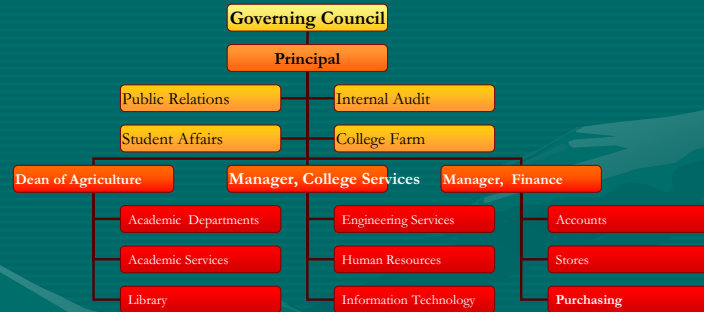 Governing Council
Principal
Public Relations
Internal Audit
Student Affairs
College Farm
Dean of Agriculture
Manager, College Services
Manager, Finance
Academic Departments
Engineering Services
Accounts
Academic Services
Human Resources
Stores
Library
Information Technology
Purchasing